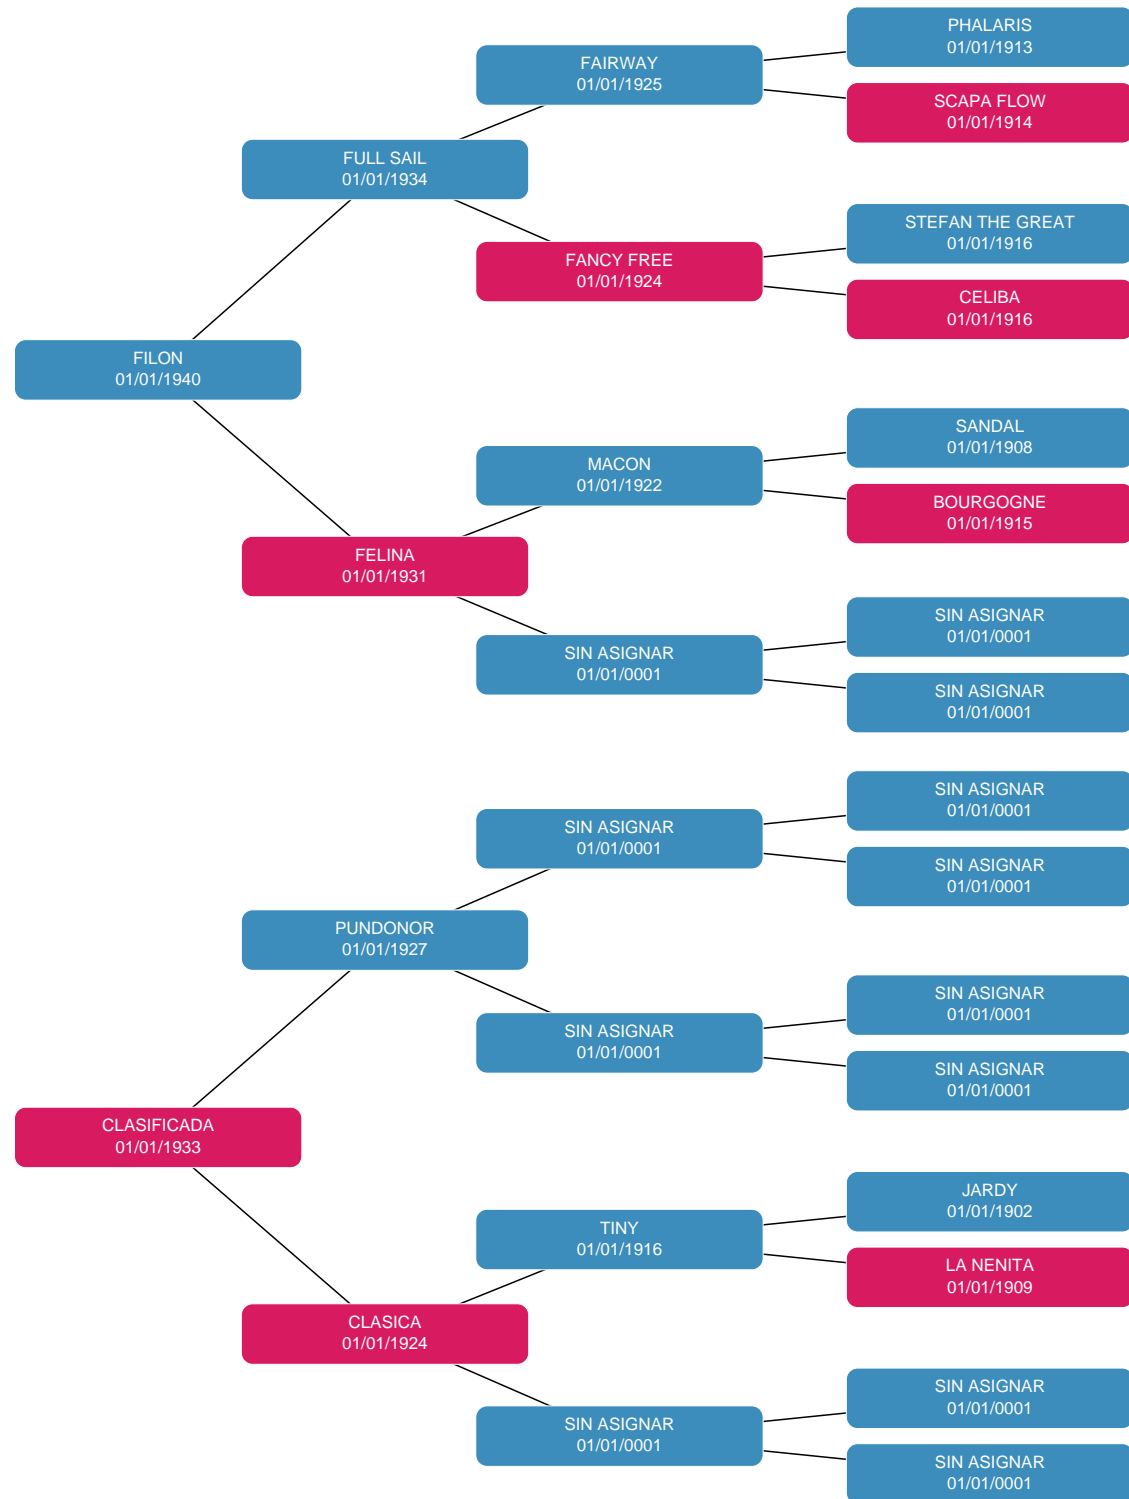 PHALARIS
01/01/1913
FAIRWAY
01/01/1925
SCAPA FLOW
01/01/1914
FULL SAIL
01/01/1934
STEFAN THE GREAT
01/01/1916
FANCY FREE
01/01/1924
CELIBA
01/01/1916
FILON
01/01/1940
SANDAL
01/01/1908
MACON
01/01/1922
BOURGOGNE
01/01/1915
FELINA
01/01/1931
SIN ASIGNAR
01/01/0001
SIN ASIGNAR
01/01/0001
SIN ASIGNAR
01/01/0001
SIN ASIGNAR
01/01/0001
SIN ASIGNAR
01/01/0001
SIN ASIGNAR
01/01/0001
PUNDONOR
01/01/1927
SIN ASIGNAR
01/01/0001
SIN ASIGNAR
01/01/0001
SIN ASIGNAR
01/01/0001
CLASIFICADA
01/01/1933
JARDY
01/01/1902
TINY
01/01/1916
LA NENITA
01/01/1909
CLASICA
01/01/1924
SIN ASIGNAR
01/01/0001
SIN ASIGNAR
01/01/0001
SIN ASIGNAR
01/01/0001